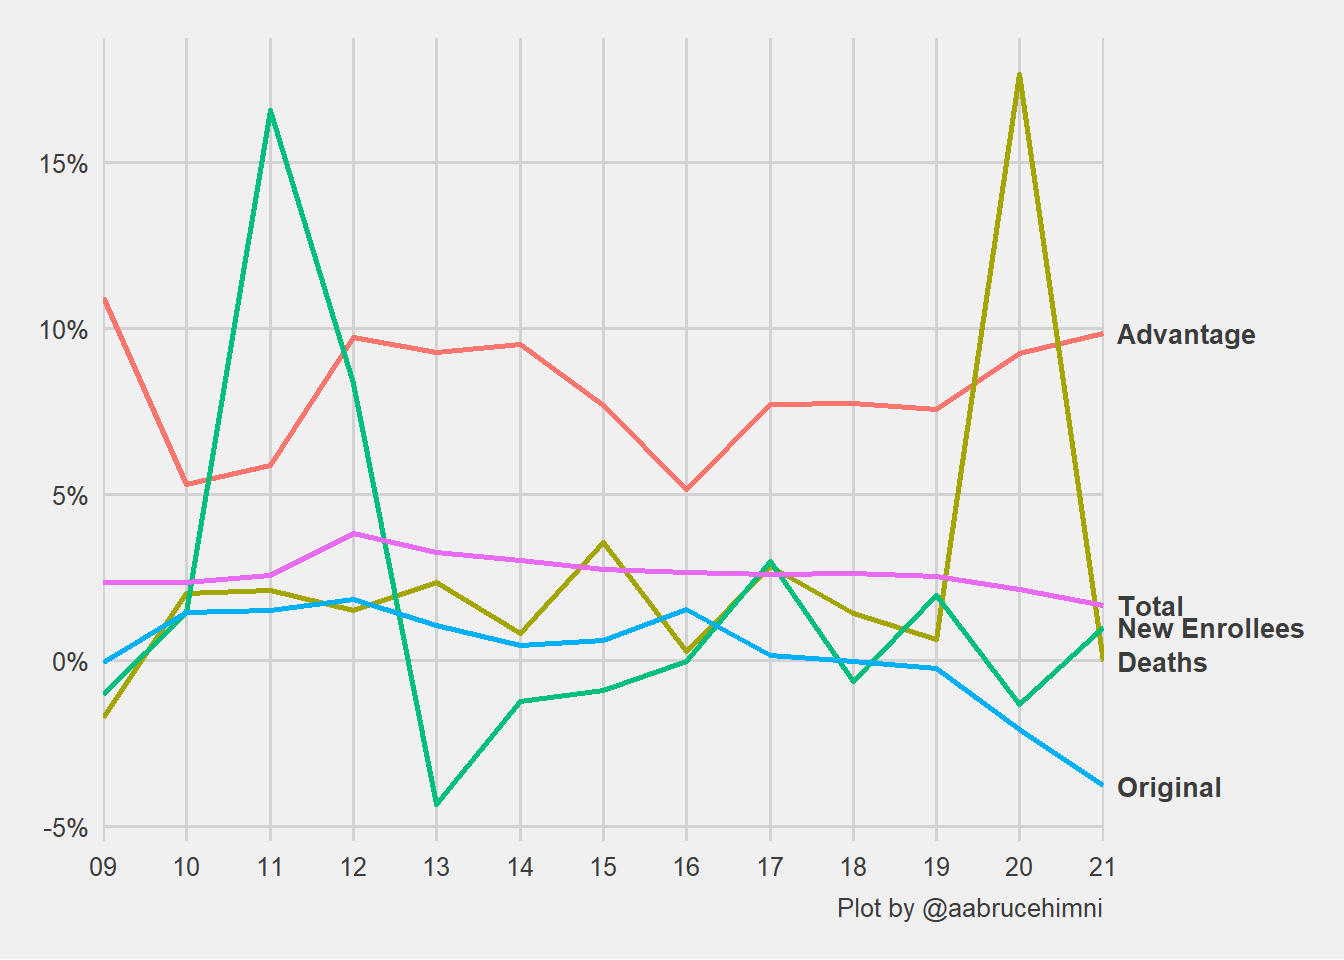 15%
10%
5%
0%
-5%
Advantage
Total
New Enrollees
Deaths
Original
09 10 11 12 13 14 15 16 17 18 19 20 21
Plot by @aabrucehimni